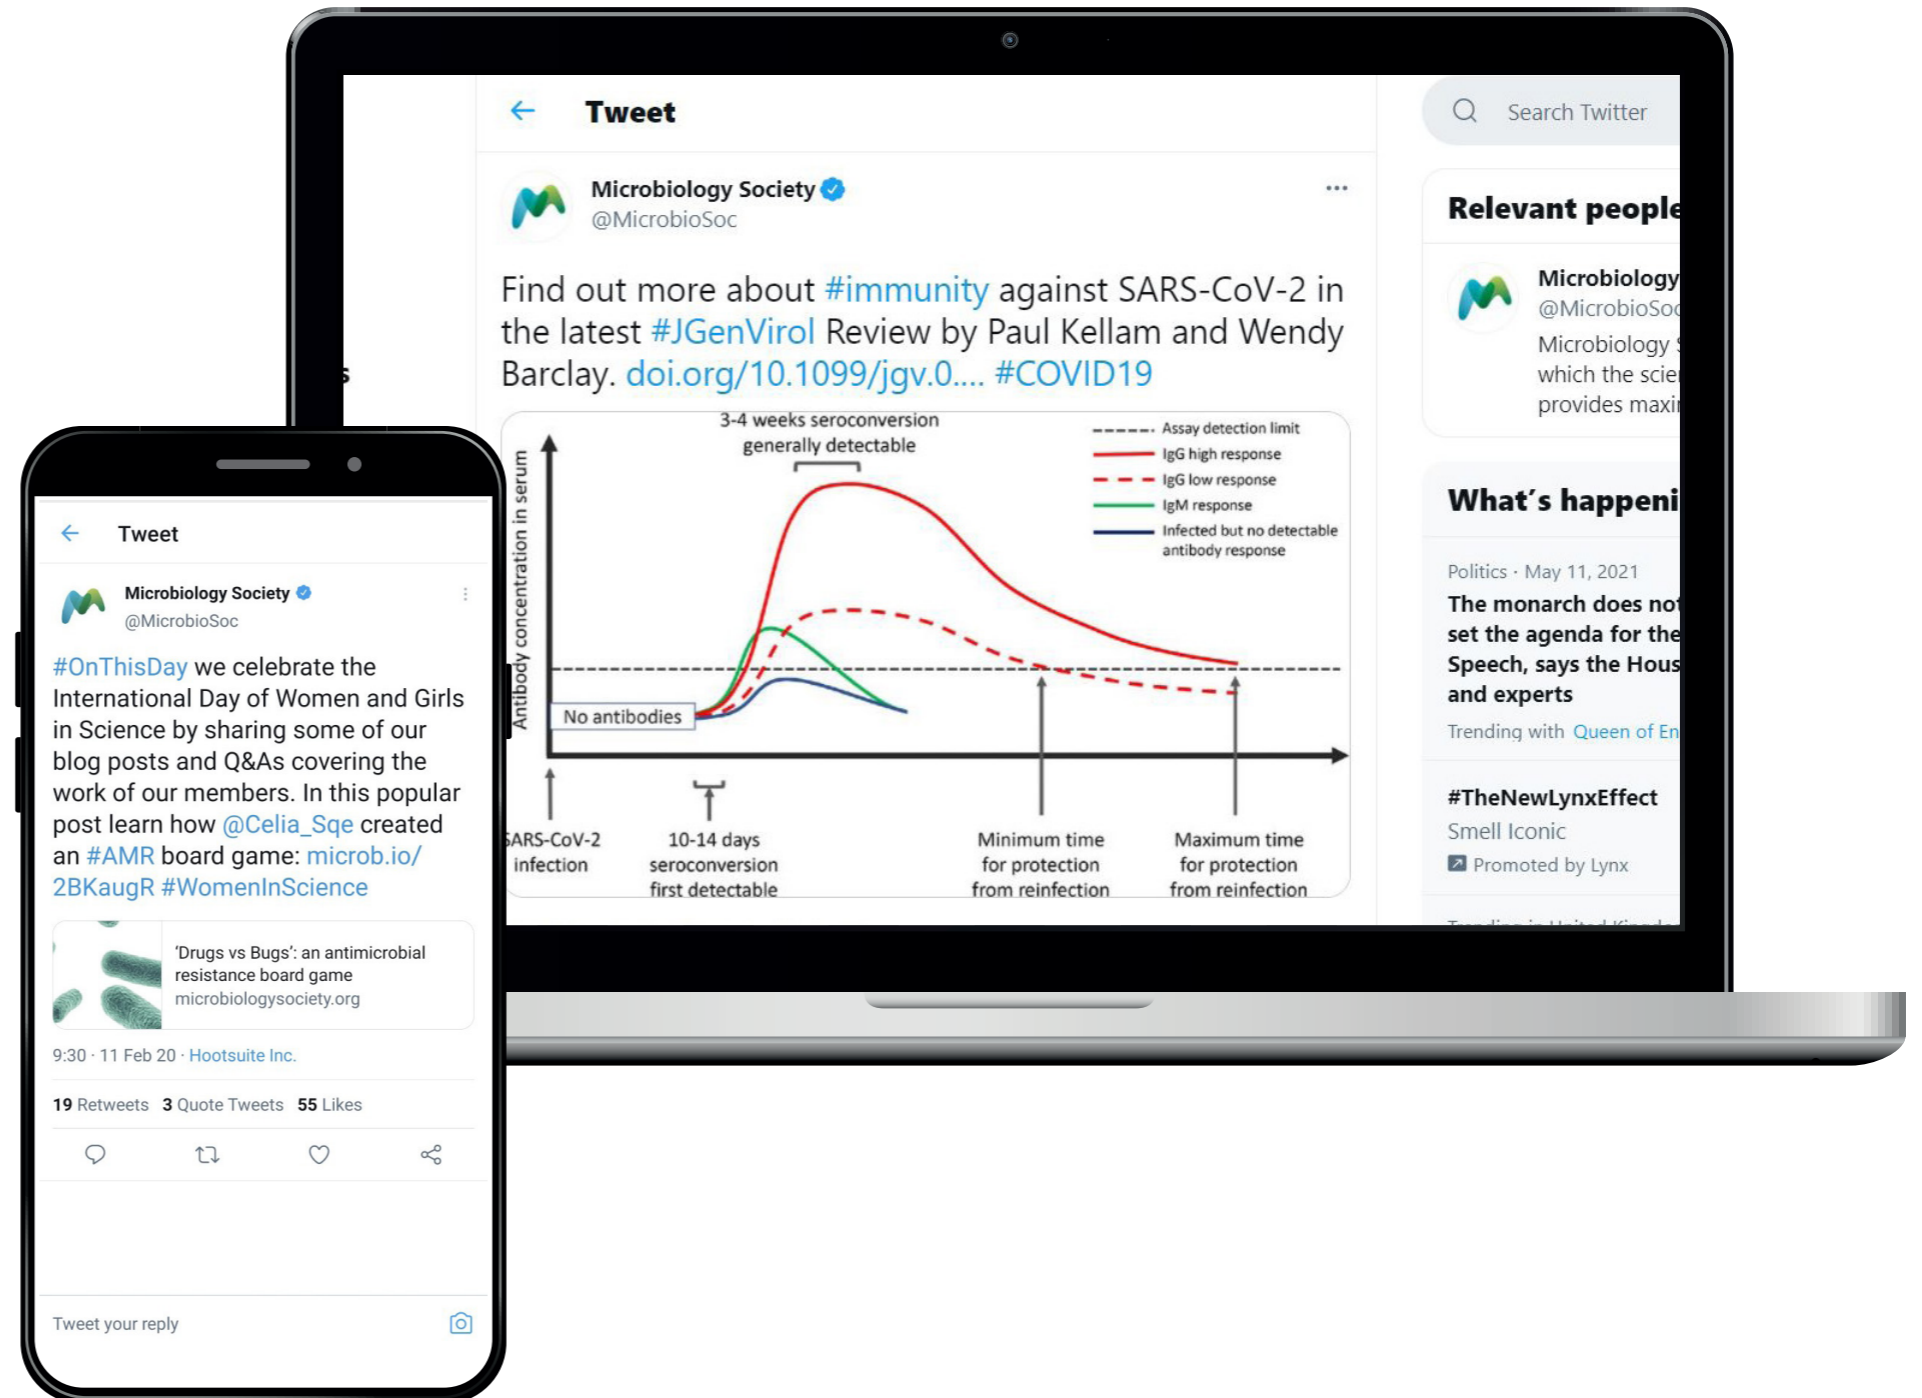 Tweet
Search Twitter
Microbiology Society
@MicrobioSoc
Find out more about #immunity against SARS-CoV-2 in
the latest #JGenVirol Review by Paul Kellam and Wendy
Barclay. doi.org/10.1099/jgv.0.... #COVID19
3-4 weeks seroconversion
generally detectable
Assay detection limit
IgG high response
IgG low response
IgM response
Infected but no detectable
antibody response
Antibody concentration in serum
No antibodies
SARS-CoV-2
infection
10-14 days
seroconversion
first detectable
Minimum time
for protection
from reinfection
Maximum time
for protection
from reinfection
Relevant people
Microbiology
@MicrobioSoc
Microbiology
which the
provides
What's
Politics · May 11, 2021
The monarch does not
set the agenda for the
Speech, says the
and experts
Trending with Queen of
#TheNewLynxEffect
Smell Iconic
Promoted by Lynx
Tweet
Microbiology Society
@MicrobioSoc
#OnThisDay we celebrate the
International Day of Women and Girls
in Science by sharing some of our
blog posts and Q&As covering the
work of our members. In this popular
post learn how @Celia_Sqe created
an #AMR board game: microb.io/
2BKaugR #WomenInScience
'Drugs vs Bugs': an antimicrobial
resistance board game
microbiologysociety.org
9:30 · 11 Feb 20 · Hootsuite Inc.
19 Retweets 3 Quote Tweets 55 Likes
Tweet your reply